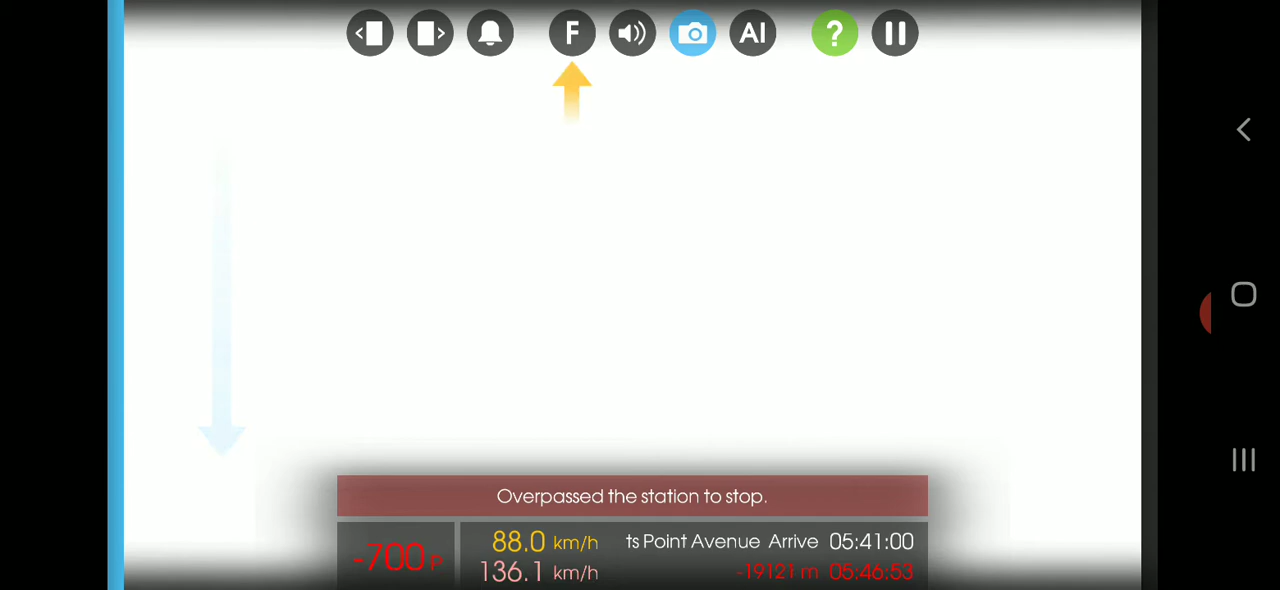 F AI ?
Overpassed the station to stop.
-700 P
88.0 km/h
136.1 km/h
ts Point Avenue Arrive 05:41:00
-19121 m 05:46:53